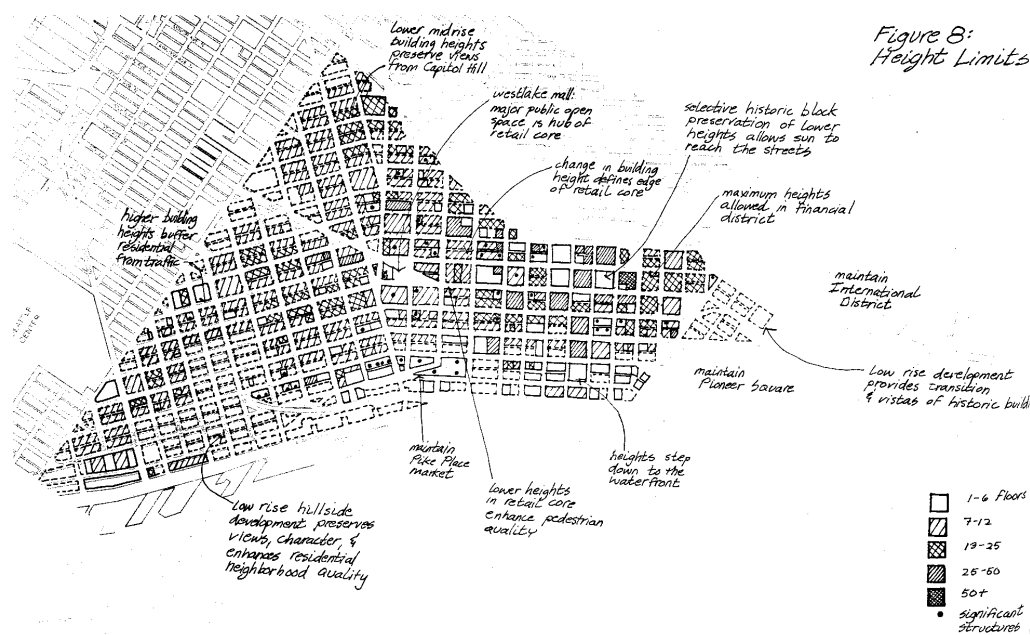 Figure 8:
Height Limits
lower midrise
building heights
preserve views
from Capitol Hill
westlake mall:
major public open
space is hub of
retail core
selective historic block
preservation of lower
heights allows sun to
reach the streets
change in building
height defines edge
of retail core
maximum heights
allowed in financial
district
higher building
heights buffer
residential
from traffic
maintain
International
District
SEATTLE
CENTER
maintain
Pioneer Square
Low rise development
provides transition
& vistas of historic build
maintain
Pike Place
market
heights step
down to the
waterfront
lower heights
in retail core
enhance pedestrian
quality
low rise hillside
development preserves
views, character, &
enhances residential
neighborhood quality
1-6 floors
7-12
13-25
25-50
50+
significant
structures